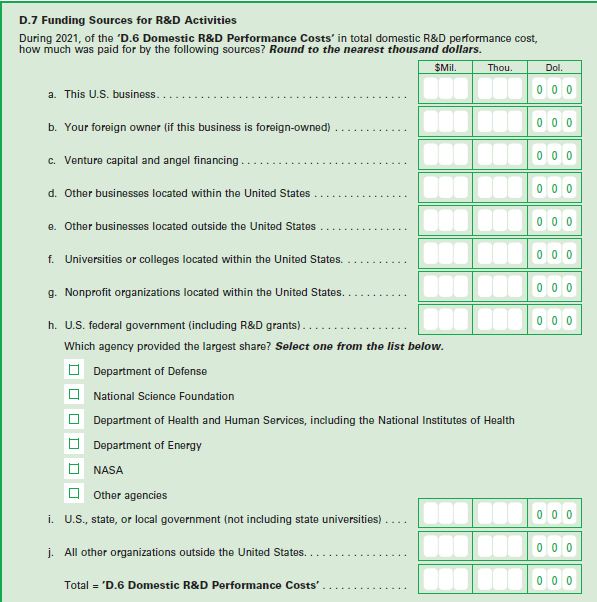 D.7 Funding Sources for R&D Activities
During 2021, of the 'D.6 Domestic R&D Performance Costs' in total domestic R&D performance cost,
how much was paid for by the following sources? Round to the nearest thousand dollars.
$Mil. Thou. Dol.
a. This U.S. business. . . . . . . . . . . . . . . . . . . . . . . . . . . . . . . . . . . . . . . 0 0 0
b. Your foreign owner (if this business is foreign-owned) . . . . . . . . . . . . 0 0 0
c. Venture capital and angel financing . . . . . . . . . . . . . . . . . . . . . . . . . . 0 0 0
d. Other businesses located within the United States . . . . . . . . . . . . . . . 0 0 0
e. Other businesses located outside the United States . . . . . . . . . . . . . . 0 0 0
f. Universities or colleges located within the United States. . . . . . . . . . . 0 0 0
g. Nonprofit organizations located within the United States. . . . . . . . . . . 0 0 0
h. U.S. federal government (including R&D grants) . . . . . . . . . . . . . . . . . 0 0 0
Which agency provided the largest share? Select one from the list below.
Department of Defense
National Science Foundation
Department of Health and Human Services, including the National Institutes of Health
Department of Energy
NASA
Other agencies
i. U.S., state, or local government (not including state universities) . . . . 0 0 0
j. All other organizations outside the United States. . . . . . . . . . . . . . . . . 0 0 0
Total = 'D.6 Domestic R&D Performance Costs' . . . . . . . . . . . . . . 0 0 0